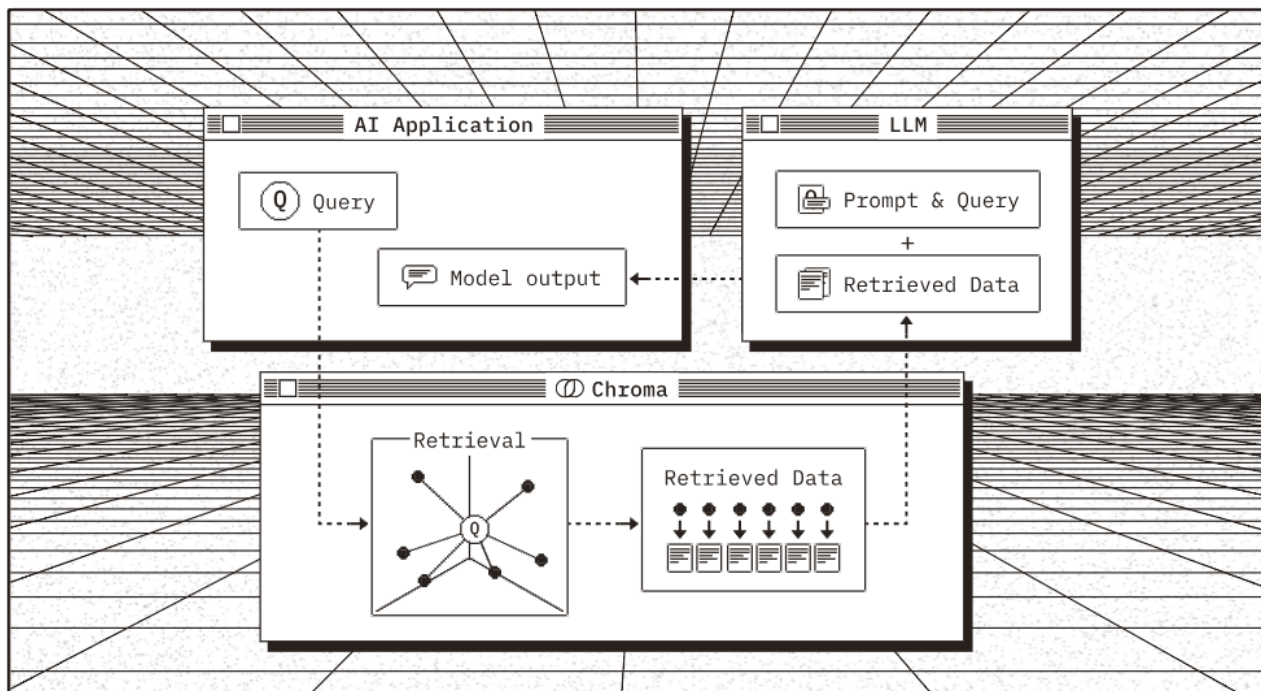 AI Application
Q Query
Model output
LLM
Prompt & Query
+
Retrieved Data
Chroma
Retrieval
Q
Retrieved Data